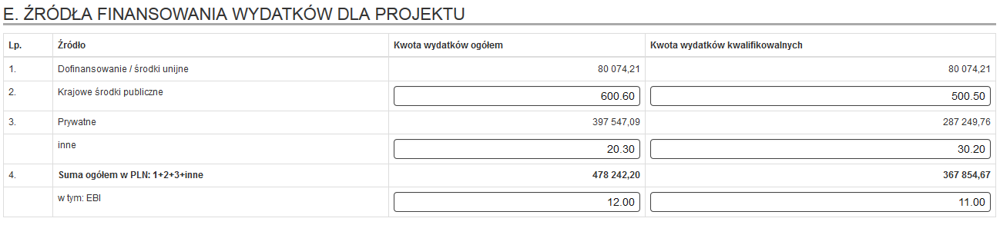 E. ŹRÓDŁA FINANSOWANIA WYDATKÓW DLA PROJEKTU
Lp. Źródło Kwota wydatków ogółem Kwota wydatków kwalifikowalnych
1. Dofinansowanie / środki unijne 80 074,21 80 074,21
2. Krajowe środki publiczne 600.60 500.50
3. Prywatne 397 547,09 287 249,76
inne 20.30 30.20
4. Suma ogółem w PLN: 1+2+3+inne 478 242,20 367 854,67
w tym: EBI 12.00 11.00